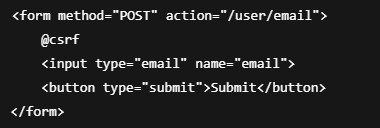 <form method="POST" action="/user/email">
    @csrf
    <input type="email" name="email">
    <button type="submit">Submit</button>
</form>